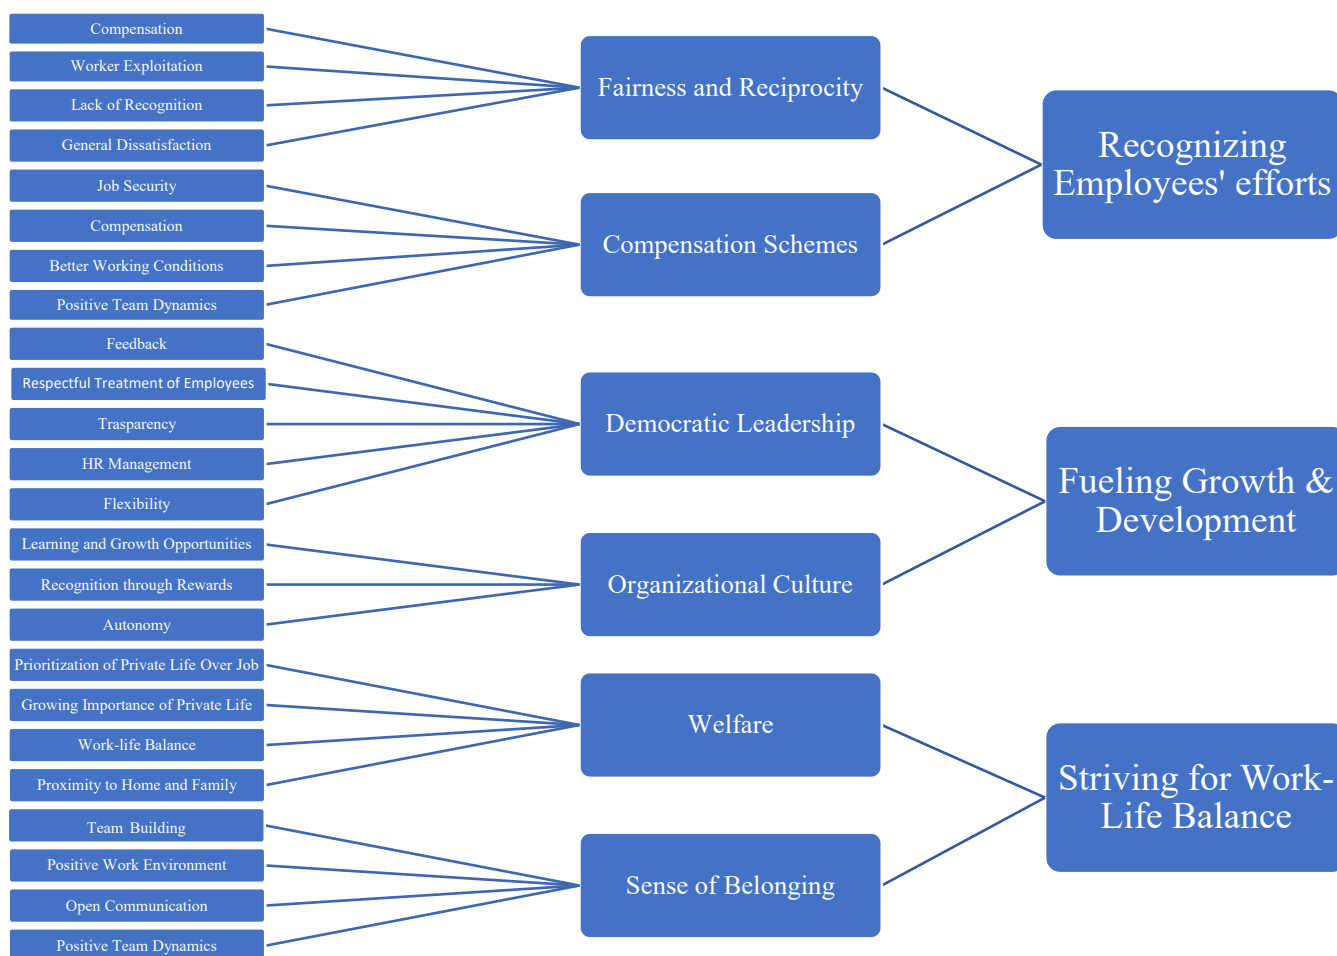 Compensation
Worker Exploitation
Lack of Recognition
General Dissatisfaction
Job Security
Compensation
Better Working Conditions
Positive Team Dynamics
Feedback
Respectful Treatment of Employees
Trasparency
HR Management
Flexibility
Learning and Growth Opportunities
Recognition through Rewards
Autonomy
Prioritization of Private Life Over Job
Growing Importance of Private Life
Work-life Balance
Proximity to Home and Family
Team Building
Positive Work Environment
Open Communication
Positive Team Dynamics
Fairness and Reciprocity
Compensation Schemes
Democratic Leadership
Organizational Culture
Welfare
Sense of Belonging
Recognizing
Employees' efforts
Fueling Growth &
Development
Striving for Work-
Life Balance